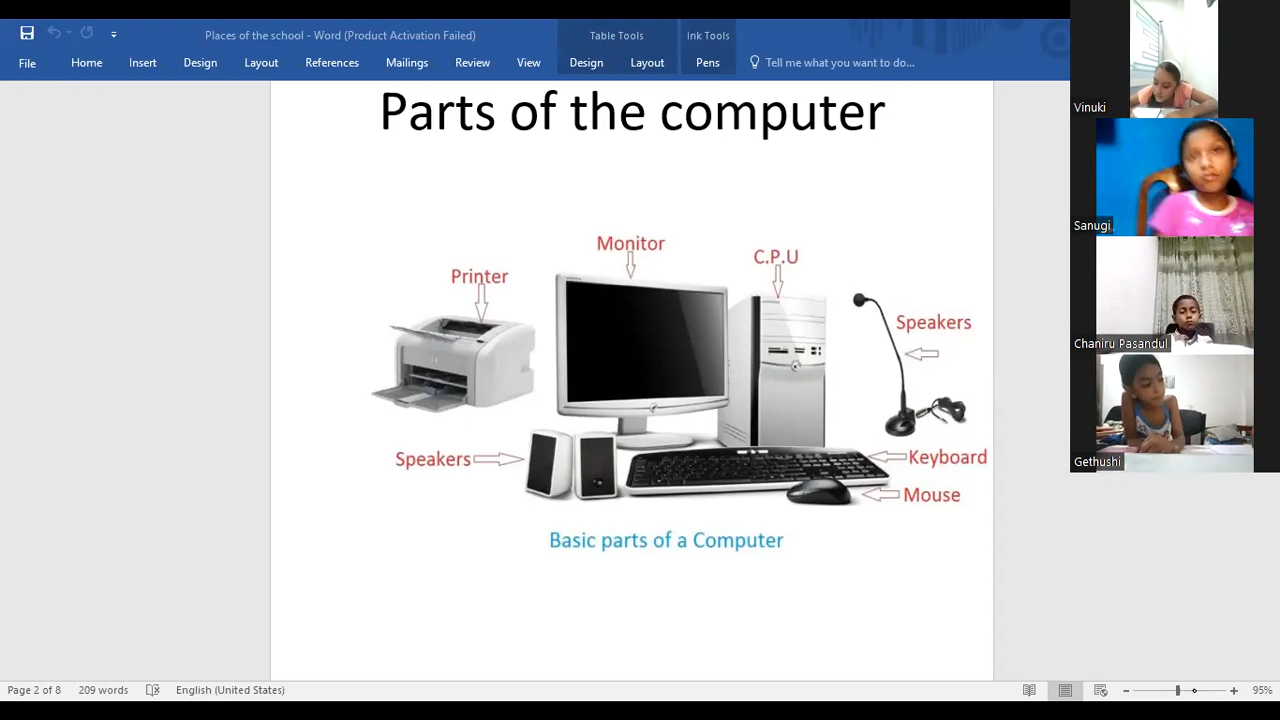 Places of the school - Word (Product Activation Failed)
Table Tools
Ink Tools
File
Home
Insert
Design
Layout
References
Mailings
Review
View
Design
Layout
Pens
Tell me what you want to do...
Parts of the computer
Monitor
C.P.U
Printer
Speakers
Speakers
Keyboard
Mouse
Basic parts of a Computer
Vinuki
Sanugi
Chaniru Pasandul
Gethushi
Page 2 of 8
209 words
English (United States)
95%